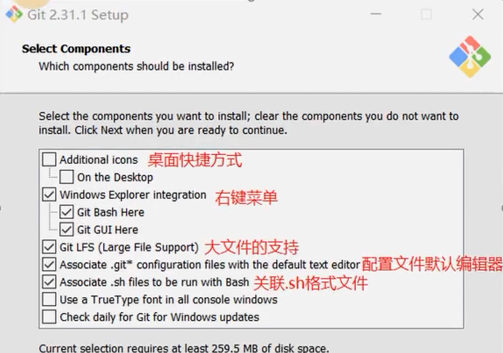 Git 2.31.1 Setup
Select Components
Which components should be installed?
Select the components you want to install; clear the components you do not want to
install. Click Next when you are ready to continue.
Additional icons 桌面快捷方式
On the Desktop
Windows Explorer integration 右键菜单
Git Bash Here
Git GUI Here
Git LFS (Large File Support) 大文件的支持
Associate .git* configuration files with the default text editor 配置文件默认编辑器
Associate .sh files to be run with Bash 关联.sh格式文件
Use a TrueType font in all console windows
Check daily for Git for Windows updates
Current selection requires at least 259.5 MB of disk space.